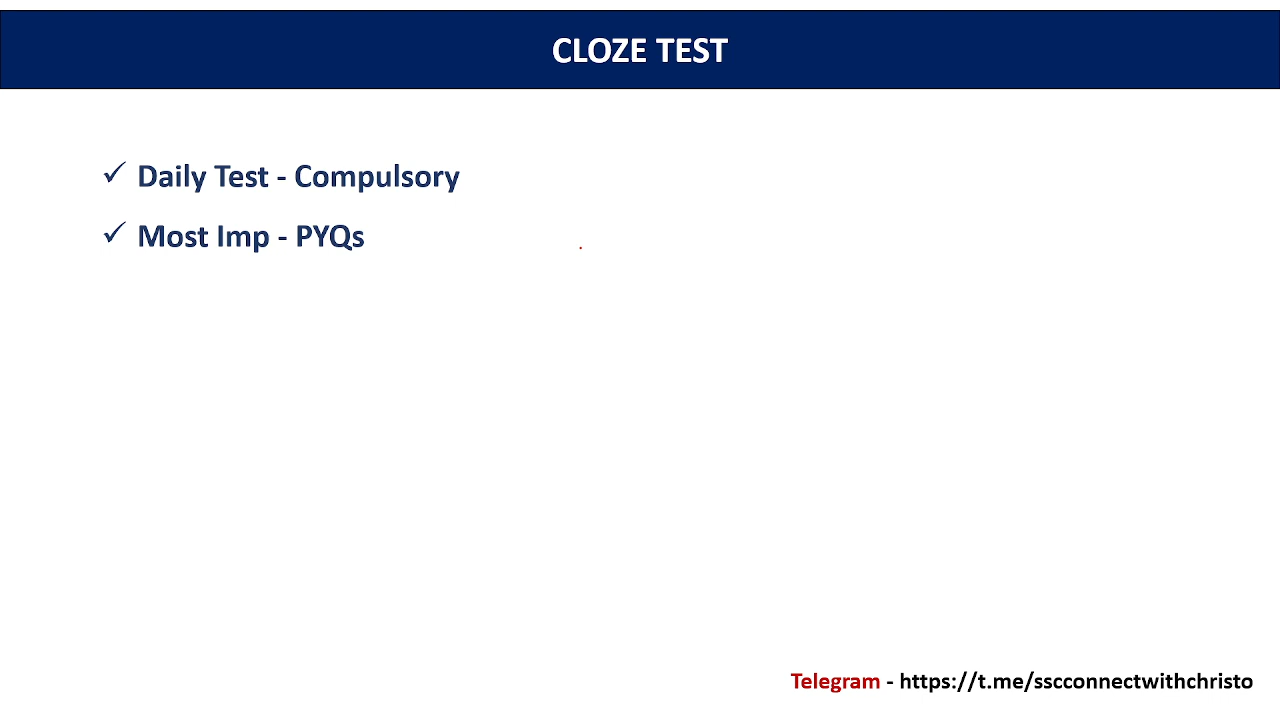 CLOZE TEST
✓ Daily Test - Compulsory
✓ Most Imp - PYQs
Telegram - https://t.me/sscconnectwithchristo